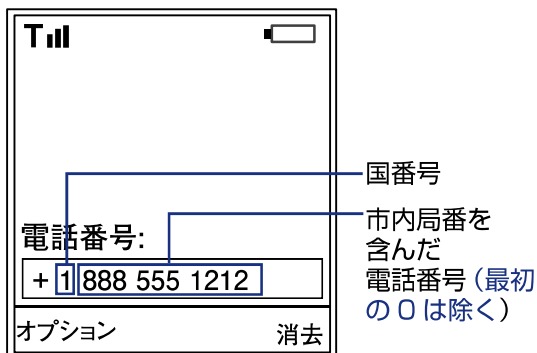 国番号
電話番号:
市内局番を
含んだ
電話番号(最初
の0は除く)
+ 1 888 555 1212
オプション
消去